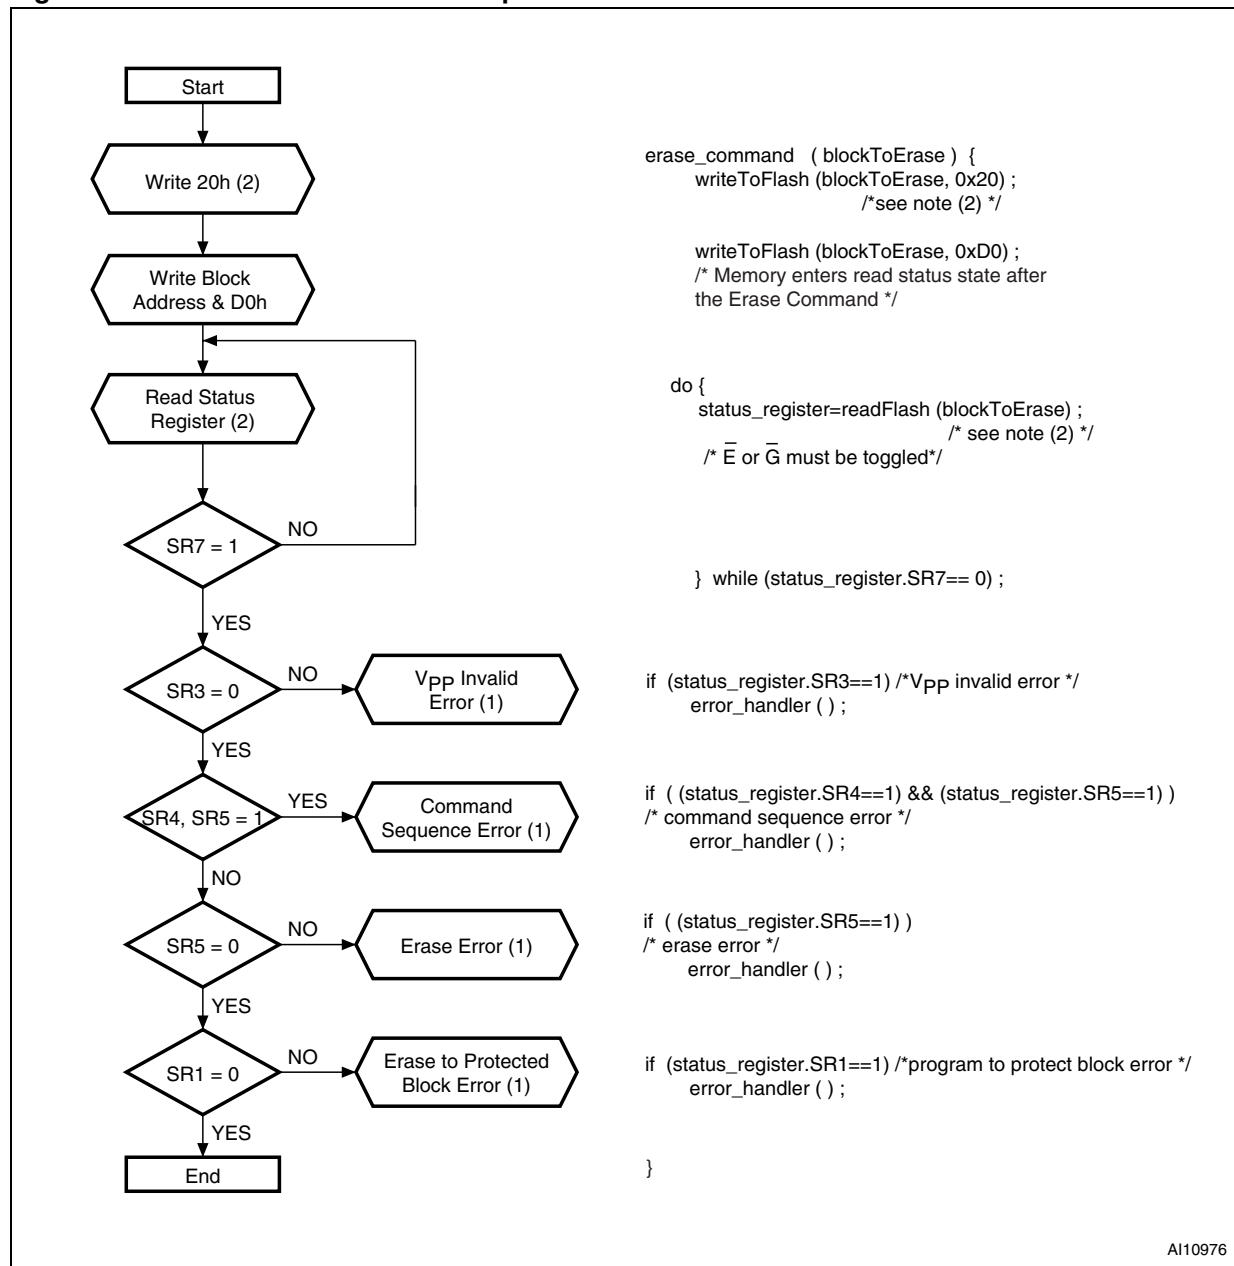 Start
Write 20h (2)
Write Block
Address & D0h
Read Status
Register (2)
SR7 = 1
NO
YES
SR3 = 0
NO
VPP Invalid
Error (1)
YES
SR4, SR5 = 1
YES
Command
Sequence Error (1)
NO
SR5 = 0
NO
Erase Error (1)
YES
SR1 = 0
NO
Erase to Protected
Block Error (1)
YES
End
erase_command ( blockToErase ) {
writeToFlash (blockToErase, 0x20) ;
/*see note (2) */
writeToFlash (blockToErase, 0xD0) ;
/* Memory enters read status state after
the Erase Command */
do {
status_register=readFlash (blockToErase) ;
/* see note (2) */
/* E̅ or G̅ must be toggled*/
} while (status_register.SR7== 0) ;
if (status_register.SR3==1) /*VPP invalid error */
error_handler ( ) ;
if ( (status_register.SR4==1) && (status_register.SR5==1) )
/* command sequence error */
error_handler ( ) ;
if ( (status_register.SR5==1) )
/* erase error */
error_handler ( ) ;
if (status_register.SR1==1) /*program to protect block error */
error_handler ( ) ;
}
AI10976